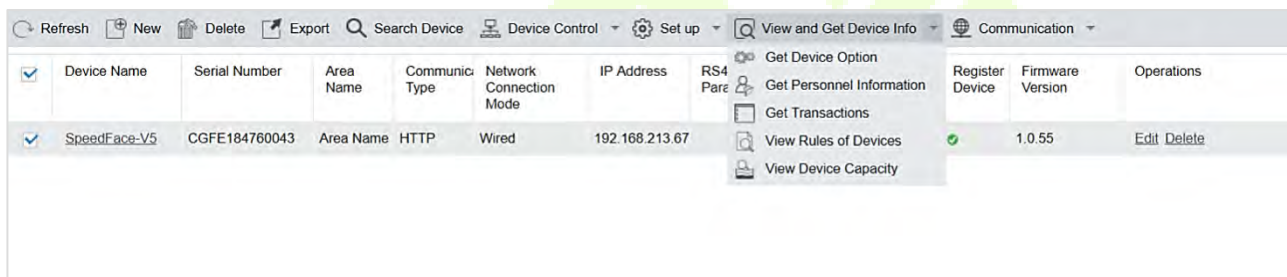 Refresh New Delete Export Search Device Device Control Set up View and Get Device Info Communication
Get Device Option
Get Personnel Information
Get Transactions
View Rules of Devices
View Device Capacity
Device Name Serial Number Area Name Communica Type Network Connection Mode IP Address RS4 Para Register Device Firmware Version Operations
SpeedFace-V5 CGFE184760043 Area Name HTTP Wired 192.168.213.67 1.0.55 Edit Delete